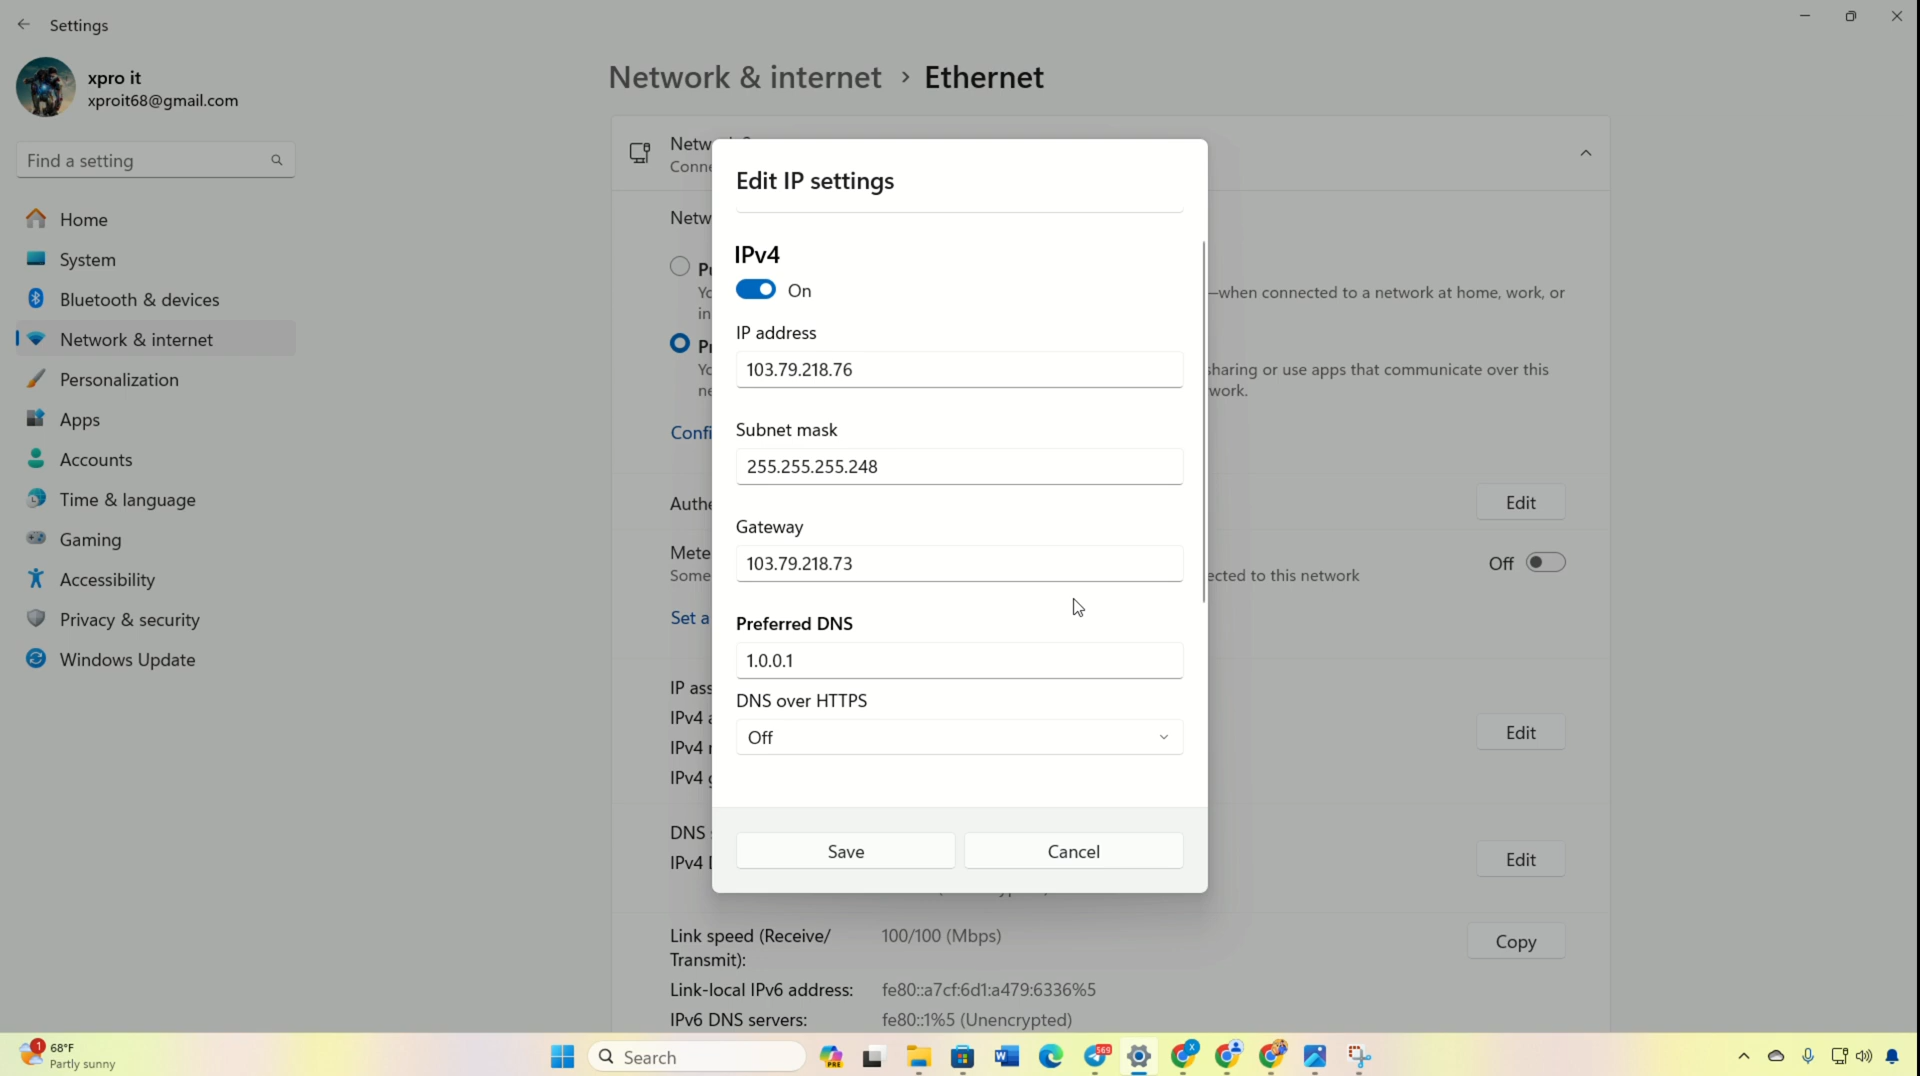 Settings
xpro it
xproit68@gmail.com
Find a setting
Home
System
Bluetooth & devices
Network & internet
Personalization
Apps
Accounts
Time & language
Gaming
Accessibility
Privacy & security
Windows Update
Network & internet › Ethernet
Edit IP settings
IPv4
On
IP address
103.79.218.76
Subnet mask
255.255.255.248
Gateway
103.79.218.73
Preferred DNS
1.0.0.1
DNS over HTTPS
Off
Save
Cancel
—when connected to a network at home, work, or
sharing or use apps that communicate over this
Edit
Off
ected to this network
Set a
Edit
DNS
Edit
Link speed (Receive/
Transmit):
100/100 (Mbps)
Copy
Link-local IPv6 address:
fe80::a7cf:6d1:a479:6336%5
IPv6 DNS servers:
fe80::1%5 (Unencrypted)
1
68°F
Partly sunny
Search
PRE
569